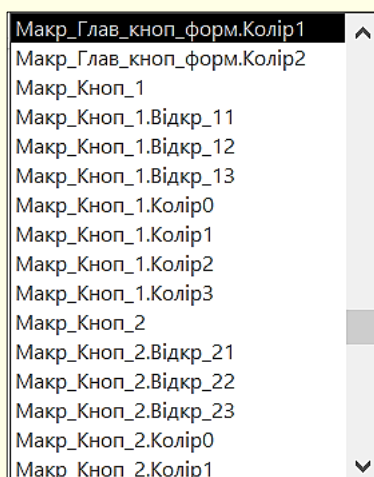 Макр_Глав_кноп_форм.Колір1
Макр_Глав_кноп_форм.Колір2
Макр_Кноп_1
Макр_Кноп_1.Відкр_11
Макр_Кноп_1.Відкр_12
Макр_Кноп_1.Відкр_13
Макр_Кноп_1.Колір0
Макр_Кноп_1.Колір1
Макр_Кноп_1.Колір2
Макр_Кноп_1.Колір3
Макр_Кноп_2
Макр_Кноп_2.Відкр_21
Макр_Кноп_2.Відкр_22
Макр_Кноп_2.Відкр_23
Макр_Кноп_2.Колір0
Макр_Кноп_2.Колір1